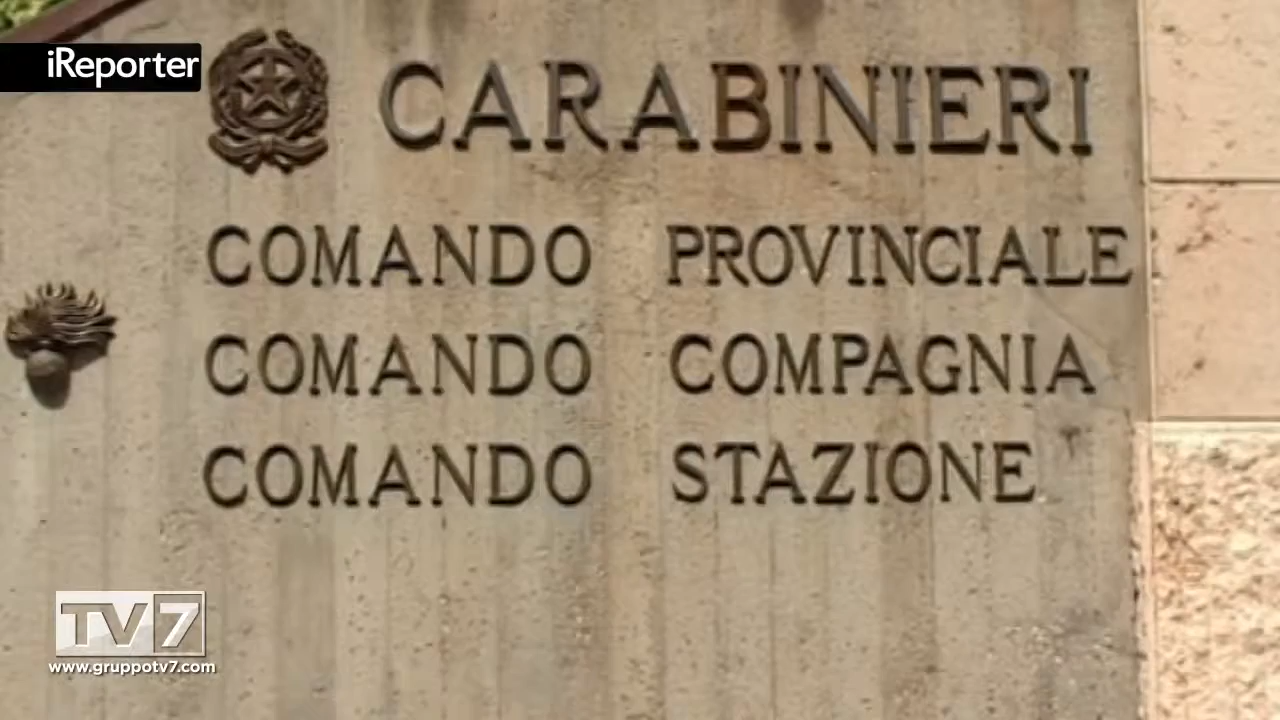 iReporter
CARABINIERI
COMANDO PROVINCIALE
COMANDO COMPAGNIA
COMANDO STAZIONE
TV7
www.gruppotv7.com